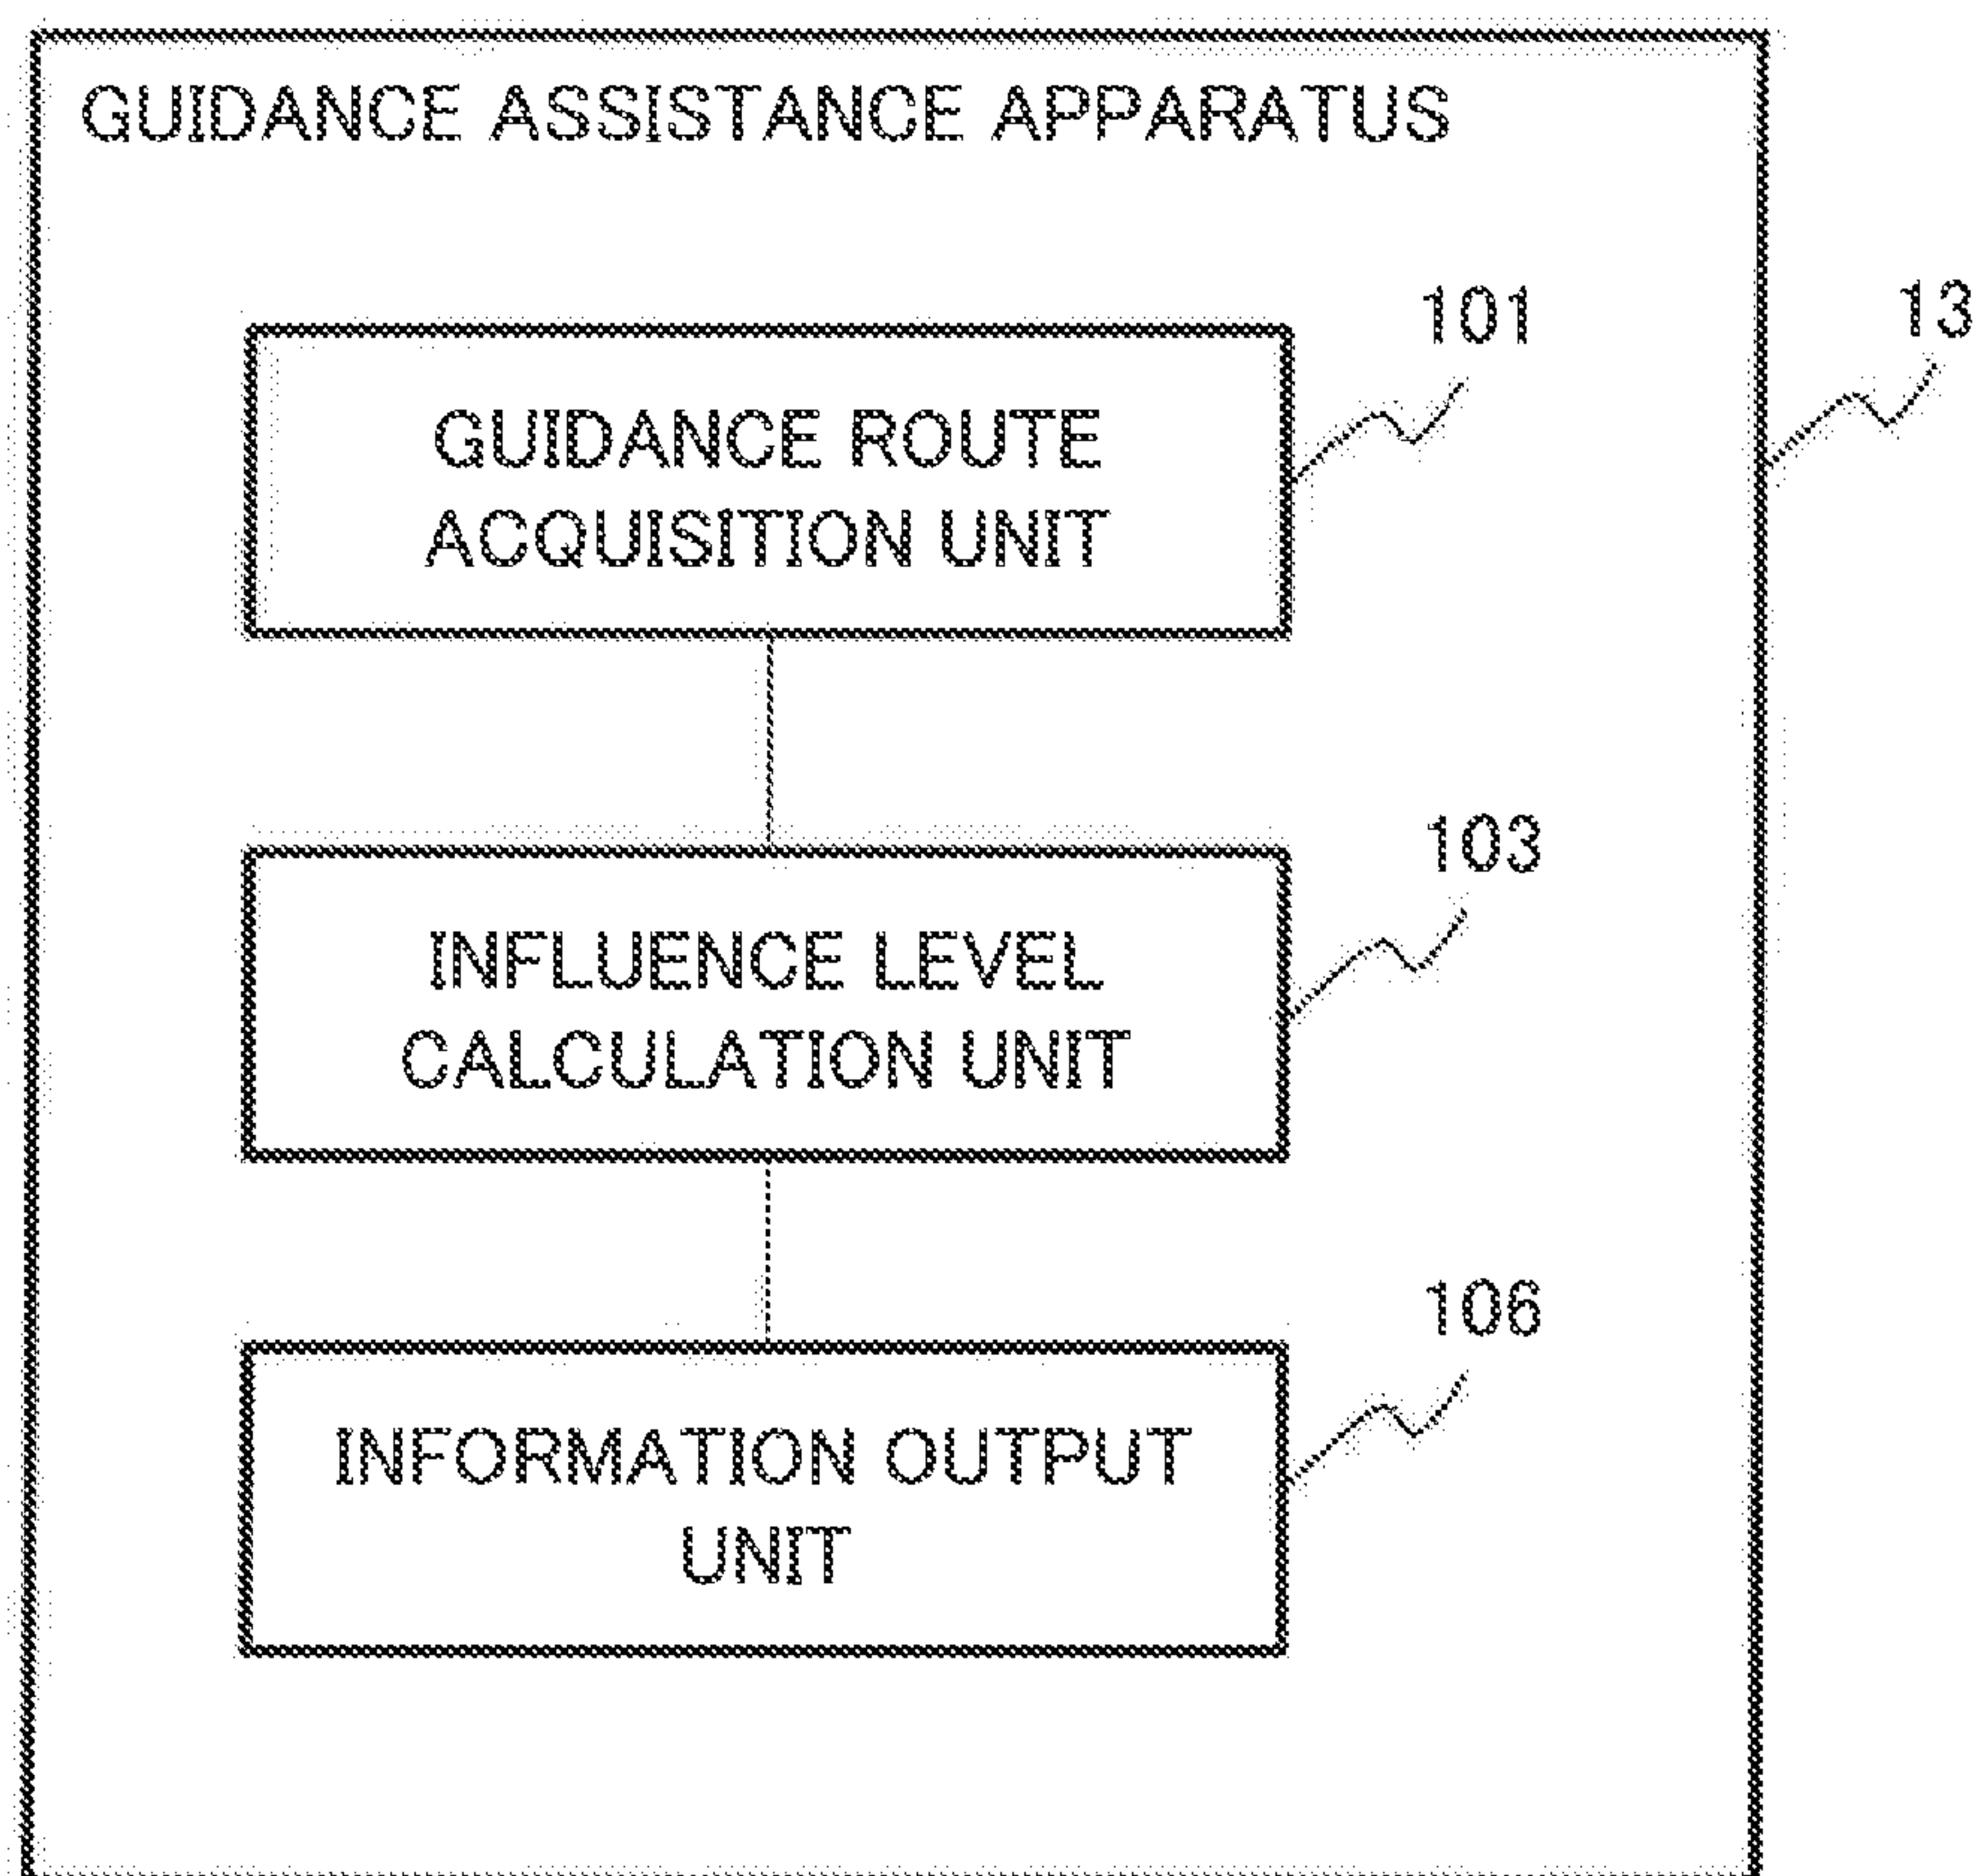 GUIDANCE ASSISTANCE APPARATUS
101
13
GUIDANCE ROUTE
ACQUISITION UNIT
103
INFLUENCE LEVEL
CALCULATION UNIT
106
INFORMATION OUTPUT
UNIT